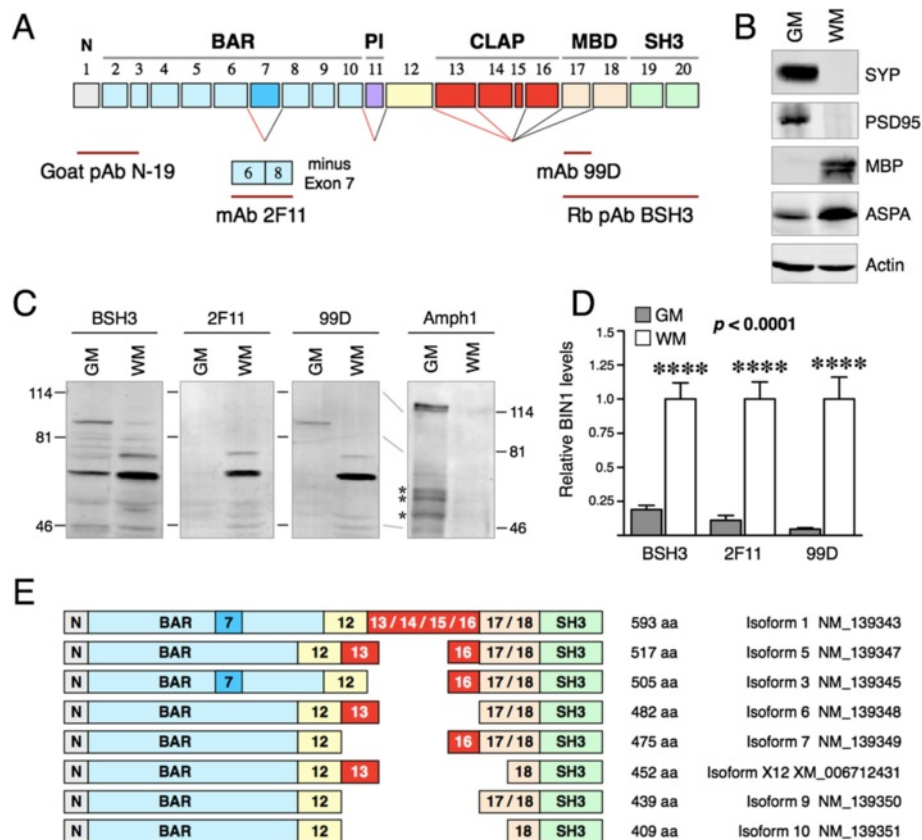 A
N BAR PI CLAP MBD SH3
1 2 3 4 5 6 7 8 9 10 11 12 13 14 15 16 17 18 19 20
Goat pAb N-19
6 8 minus
Exon 7
mAb 2F11
mAb 99D
Rb pAb BSH3
B
GM WM
SYP
PSD95
MBP
ASPA
Actin
C
BSH3 2F11 99D Amph1
GM WM GM WM GM WM GM WM
114
81
46
114
81
46
*
*
*
D
GM
WM
p < 0.0001
**** **** ****
Relative BIN1 levels
1.5
1.25
1.0
0.75
0.5
0.25
BSH3 2F11 99D
E
N BAR 7 12 13 / 14 / 15 / 16 17 / 18 SH3 593 aa Isoform 1 NM_139343
N BAR 12 13 16 17 / 18 SH3 517 aa Isoform 5 NM_139347
N BAR 7 12 16 17 / 18 SH3 505 aa Isoform 3 NM_139345
N BAR 12 13 17 / 18 SH3 482 aa Isoform 6 NM_139348
N BAR 12 16 17 / 18 SH3 475 aa Isoform 7 NM_139349
N BAR 12 13 18 SH3 452 aa Isoform X12 XM_006712431
N BAR 12 17 / 18 SH3 439 aa Isoform 9 NM_139350
N BAR 12 18 SH3 409 aa Isoform 10 NM_139351